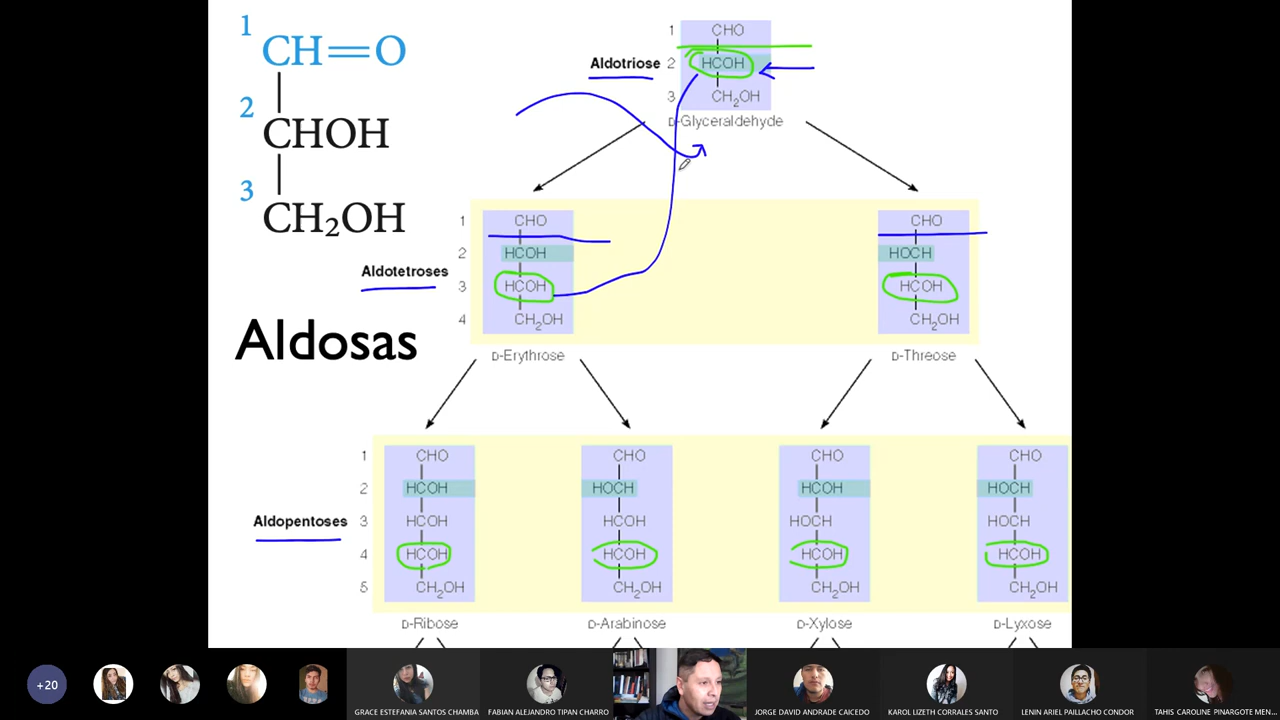 1
CH=O
2
CHOH
3
CH₂OH
Aldosas
Aldotriose
1 CHO
2 HCOH
3 CH₂OH
D-Glyceraldehyde
Aldotetroses
1 CHO CHO
2 HCOH HOCH
3 HCOH HCOH
4 CH₂OH CH₂OH
D-Erythrose D-Threose
Aldopentoses
1 CHO CHO CHO CHO
2 HCOH HOCH HCOH HOCH
3 HCOH HCOH HOCH HOCH
4 HCOH HCOH HCOH HCOH
5 CH₂OH CH₂OH CH₂OH CH₂OH
D-Ribose D-Arabinose D-Xylose D-Lyxose
+20
GRACE ESTEFANIA SANTOS CHAMBA
FABIAN ALEJANDRO TIPAN CHARRO
JORGE DAVID ANDRADE CAICEDO
KAROL LIZETH CORRALES SANTO
LENIN ARIEL PAILLACHO CONDOR
TAHIS CAROLINE PINARGOTE MEN...